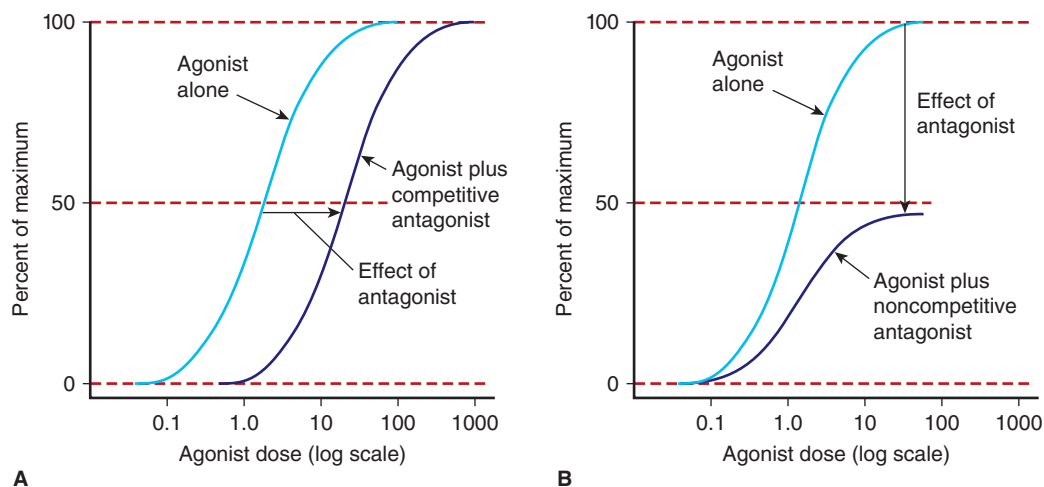 100
50
0
Percent of maximum
Agonist
alone
Agonist plus
competitive
antagonist
Effect of
antagonist
0.1
1.0
10
100
1000
Agonist dose (log scale)
A
100
50
0
Percent of maximum
Agonist
alone
Effect of
antagonist
Agonist plus
noncompetitive
antagonist
0.1
1.0
10
100
1000
Agonist dose (log scale)
B